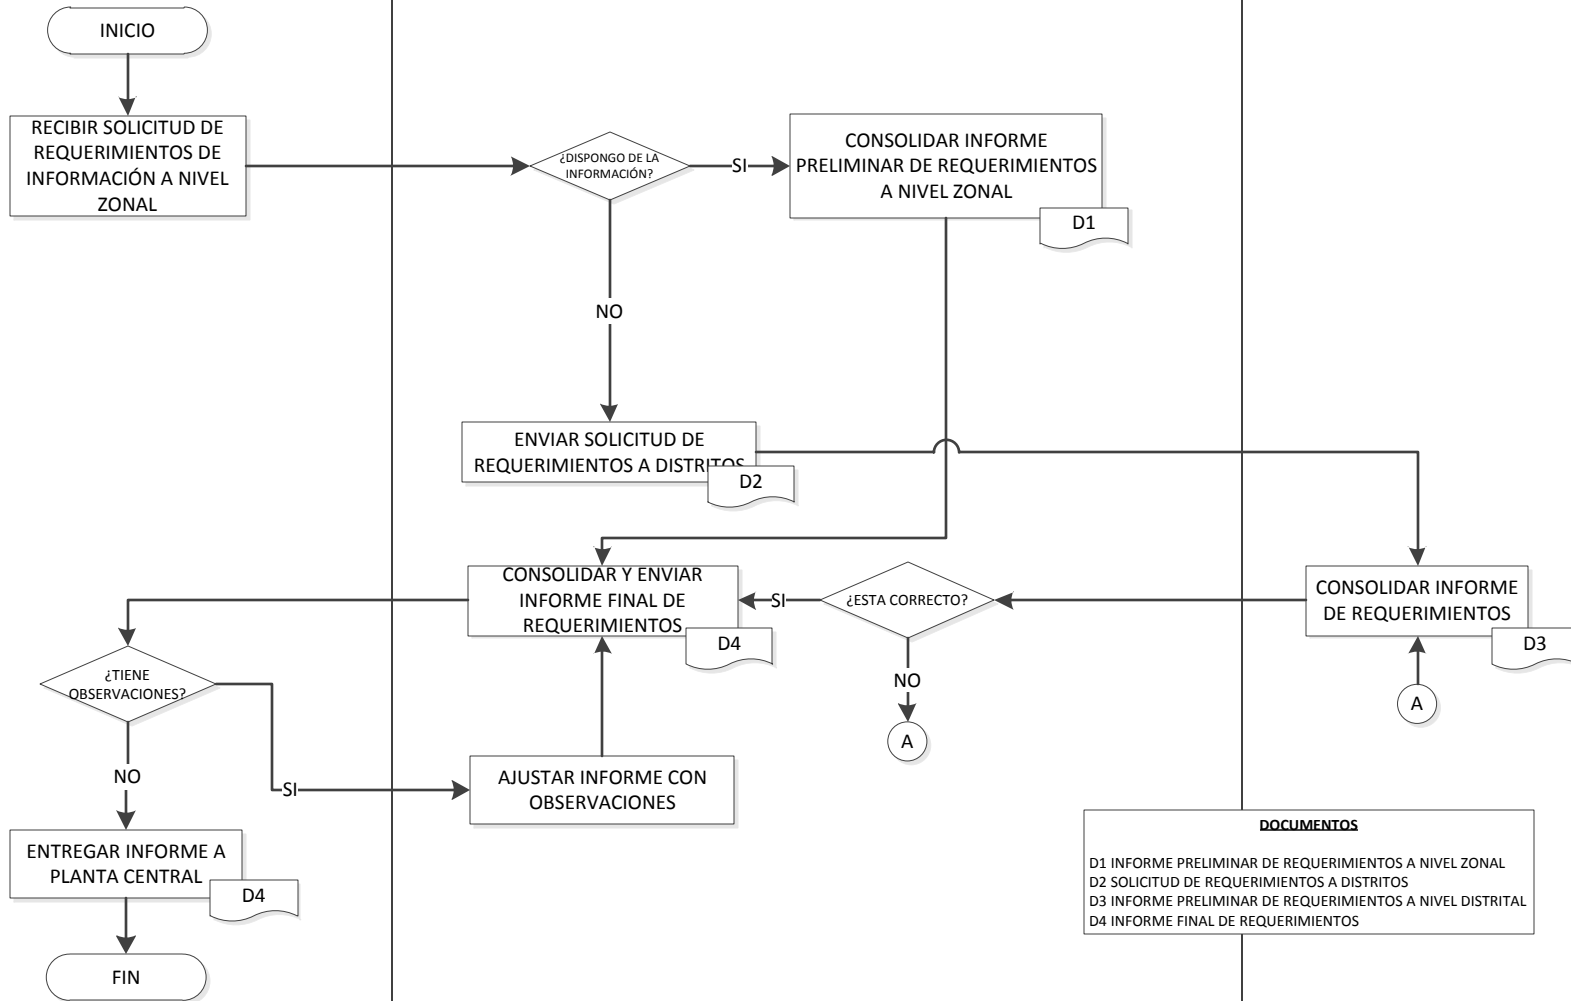 INICIO
RECIBIR SOLICITUD DE
REQUERIMIENTOS DE
INFORMACIÓN A NIVEL
ZONAL
¿DISPONGO DE LA
INFORMACIÓN?
SI
CONSOLIDAR INFORME
PRELIMINAR DE REQUERIMIENTOS
A NIVEL ZONAL
D1
NO
ENVIAR SOLICITUD DE
REQUERIMIENTOS A DISTRITOS
D2
CONSOLIDAR Y ENVIAR
INFORME FINAL DE
REQUERIMIENTOS
D4
SI
¿ESTA CORRECTO?
NO
A
CONSOLIDAR INFORME
DE REQUERIMIENTOS
D3
A
¿TIENE
OBSERVACIONES?
NO
SI
AJUSTAR INFORME CON
OBSERVACIONES
ENTREGAR INFORME A
PLANTA CENTRAL
D4
FIN
DOCUMENTOS
D1 INFORME PRELIMINAR DE REQUERIMIENTOS A NIVEL ZONAL
D2 SOLICITUD DE REQUERIMIENTOS A DISTRITOS
D3 INFORME PRELIMINAR DE REQUERIMIENTOS A NIVEL DISTRITAL
D4 INFORME FINAL DE REQUERIMIENTOS